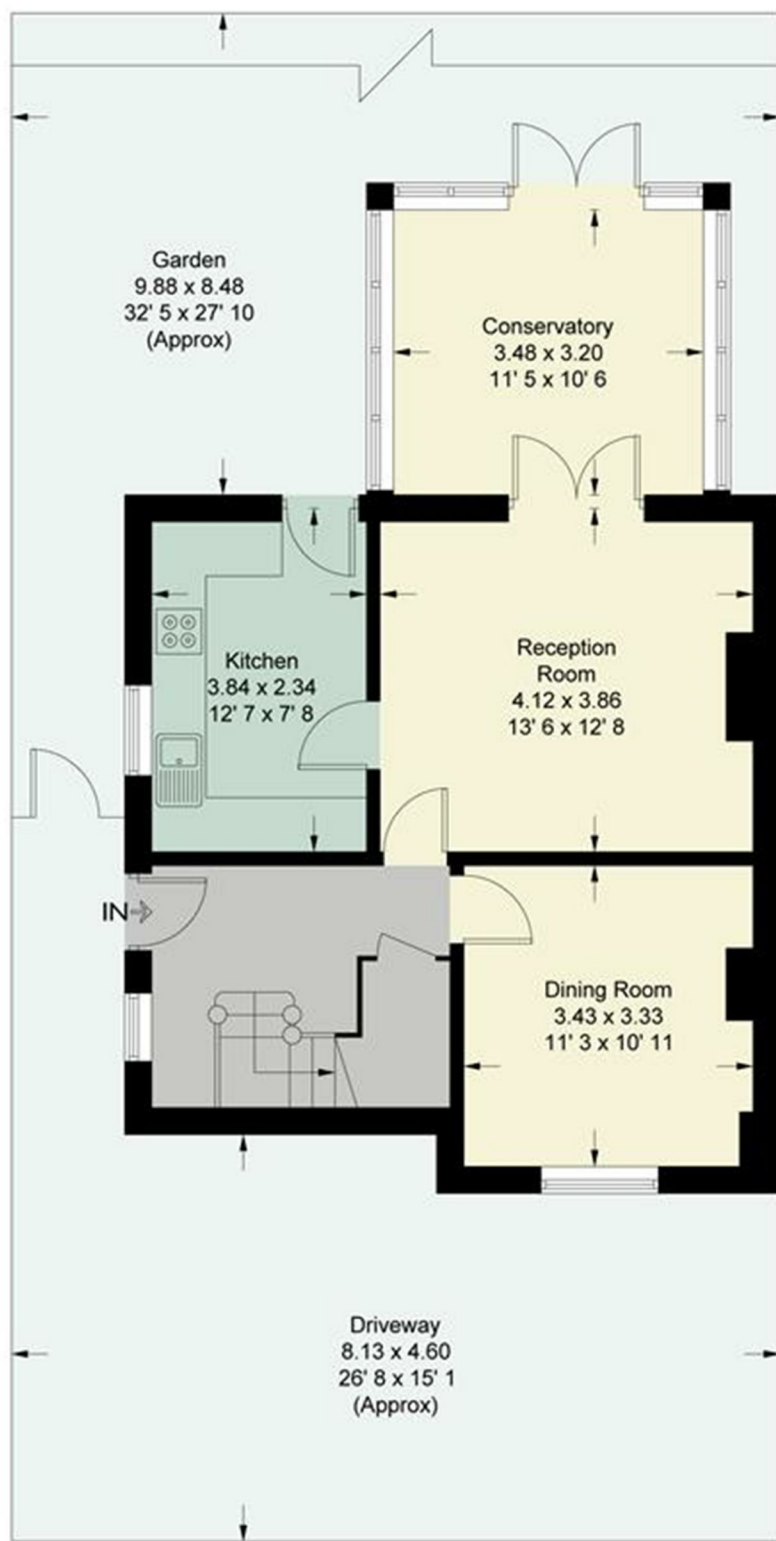 Garden
9.88 x 8.48
32' 5 x 27' 10
(Approx)
Conservatory
3.48 x 3.20
11' 5 x 10' 6
Kitchen
3.84 x 2.34
12' 7 x 7' 8
Reception
Room
4.12 x 3.86
13' 6 x 12' 8
IN
Dining Room
3.43 x 3.33
11' 3 x 10' 11
Driveway
8.13 x 4.60
26' 8 x 15' 1
(Approx)